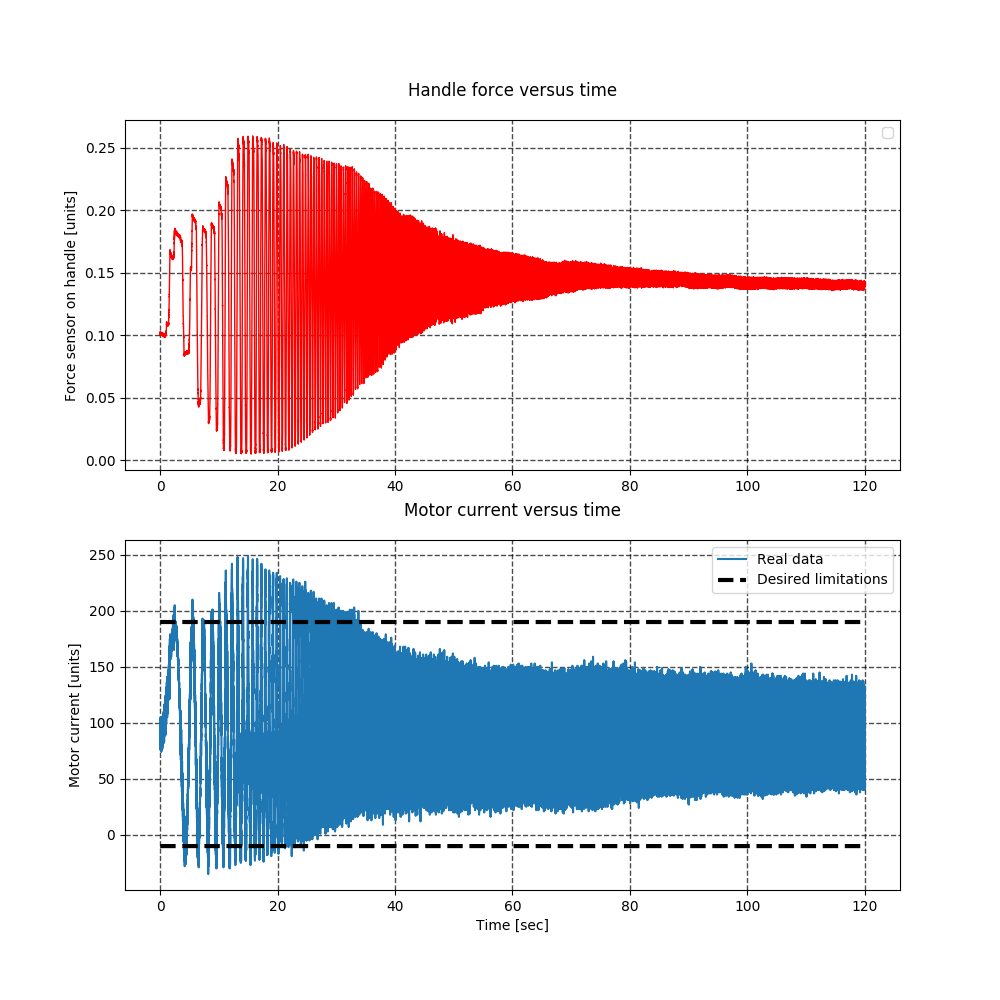 Handle force versus time
0.25
0.20
0.15
0.10
0.05
0.00
Force sensor on handle [units]
0 20 40 60 80 100 120
Motor current versus time
Real data
Desired limitations
250
200
150
100
50
0
Motor current [units]
0 20 40 60 80 100 120
Time [sec]